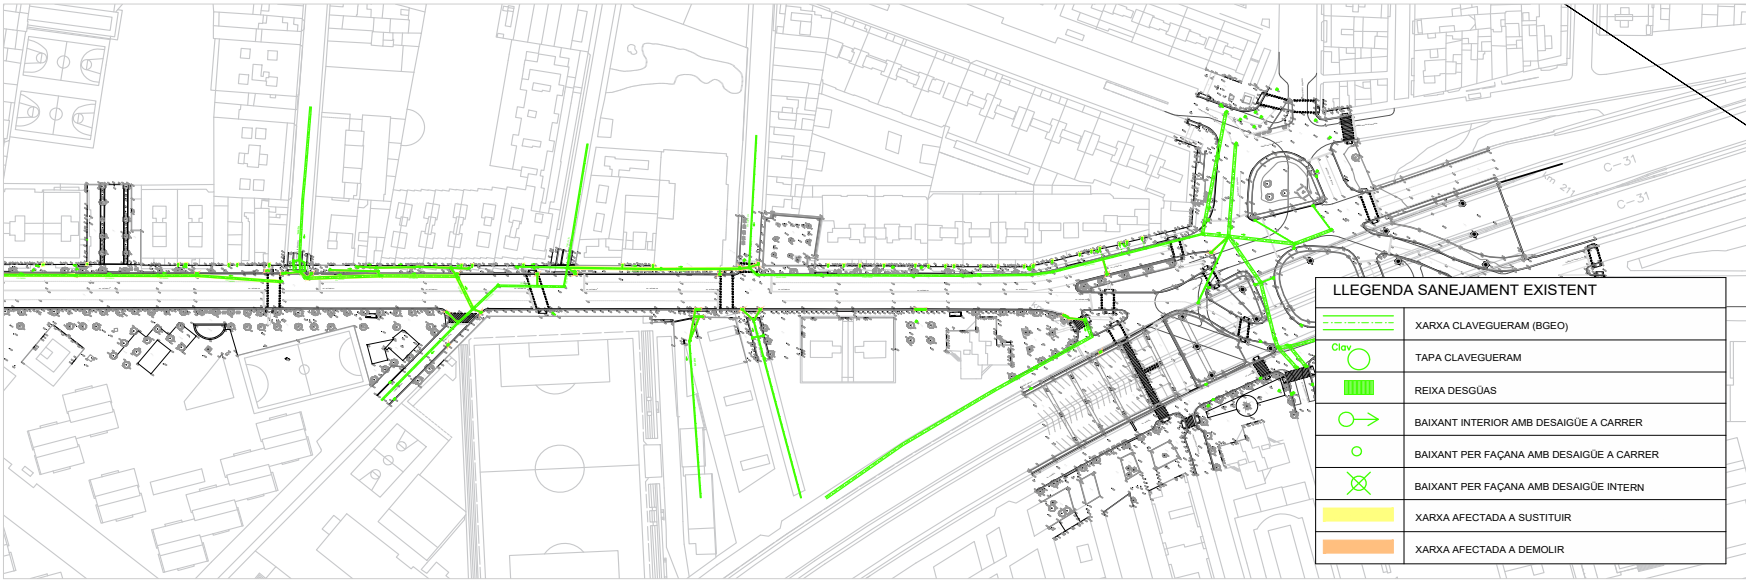 C-31
km 211
C-31
LLEGENDA SANEJAMENT EXISTENT
XARXA CLAVEGUERAM (BGEO)
Clav.
TAPA CLAVEGUERAM
REIXA DESGÜAS
BAIXANT INTERIOR AMB DESAIGÜE A CARRER
BAIXANT PER FAÇANA AMB DESAIGÜE A CARRER
BAIXANT PER FAÇANA AMB DESAIGÜE INTERN
XARXA AFECTADA A SUSTITUIR
XARXA AFECTADA A DEMOLIR